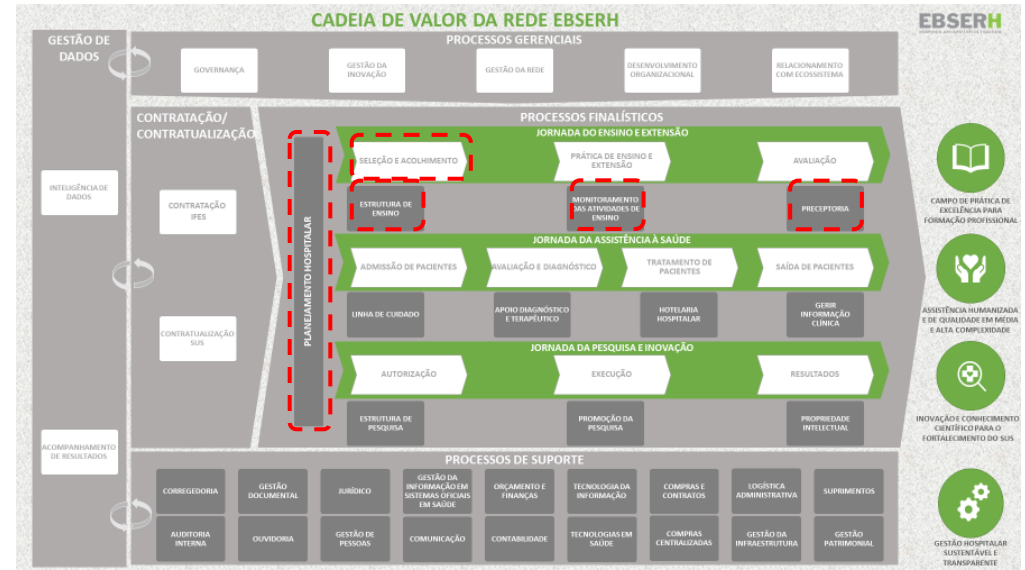 CADEIA DE VALOR DA REDE EBSERH
EBSERH
GESTÃO DE
DADOS
INTELIGÊNCIA DE
DADOS
ACOMPANHAMENTO
DE RESULTADOS
PROCESSOS GERENCIAIS
GOVERNANÇA
GESTÃO DA
INOVAÇÃO
GESTÃO DA REDE
DESENVOLVIMENTO
ORGANIZACIONAL
RELACIONAMENTO
COM ECOSSISTEMA
CONTRATAÇÃO/
CONTRATUALIZAÇÃO
CONTRATAÇÃO
IFES
CONTRATUALIZAÇÃO
SUS
PROCESSOS FINALÍSTICOS
PLANEJAMENTO HOSPITALAR
JORNADA DO ENSINO E EXTENSÃO
SELEÇÃO E ACOLHIMENTO
PRÁTICA DE ENSINO E
EXTENSÃO
AVALIAÇÃO
ESTRUTURA DE
ENSINO
MONITORAMENTO
DAS ATIVIDADES DE
ENSINO
PRECEPTORIA
JORNADA DA ASSISTÊNCIA À SAÚDE
ADMISSÃO DE PACIENTES
AVALIAÇÃO E DIAGNÓSTICO
TRATAMENTO DE
PACIENTES
SAÍDA DE PACIENTES
LINHA DE CUIDADO
APOIO DIAGNÓSTICO
E TERAPÊUTICO
HOTELARIA
HOSPITALAR
GERIR
INFORMAÇÃO
CLÍNICA
JORNADA DA PESQUISA E INOVAÇÃO
AUTORIZAÇÃO
EXECUÇÃO
RESULTADOS
ESTRUTURA DE
PESQUISA
PROMOÇÃO DA
PESQUISA
PROPRIEDADE
INTELECTUAL
PROCESSOS DE SUPORTE
CORREGEDORIA
GESTÃO
DOCUMENTAL
JURÍDICO
GESTÃO DA
INFORMAÇÃO EM
SISTEMAS OFICIAIS
EM SAÚDE
ORÇAMENTO E
FINANÇAS
TECNOLOGIA DA
INFORMAÇÃO
COMPRAS E
CONTRATOS
LOGÍSTICA
ADMINISTRATIVA
SUPRIMENTOS
AUDITORIA
INTERNA
OUVIDORIA
GESTÃO DE
PESSOAS
COMUNICAÇÃO
CONTABILIDADE
TECNOLOGIAS EM
SAÚDE
COMPRAS
CENTRALIZADAS
GESTÃO DA
INFRAESTRUTURA
GESTÃO
PATRIMONIAL
CAMPO DE PRÁTICA DE
EXCELÊNCIA PARA
FORMAÇÃO PROFISSIONAL
ASSISTÊNCIA HUMANIZADA
E DE QUALIDADE EM MÉDIA
E ALTA COMPLEXIDADE
INOVAÇÃO E CONHECIMENTO
CIENTÍFICO PARA O
FORTALECIMENTO DO SUS
GESTÃO HOSPITALAR
SUSTENTÁVEL E
TRANSPARENTE